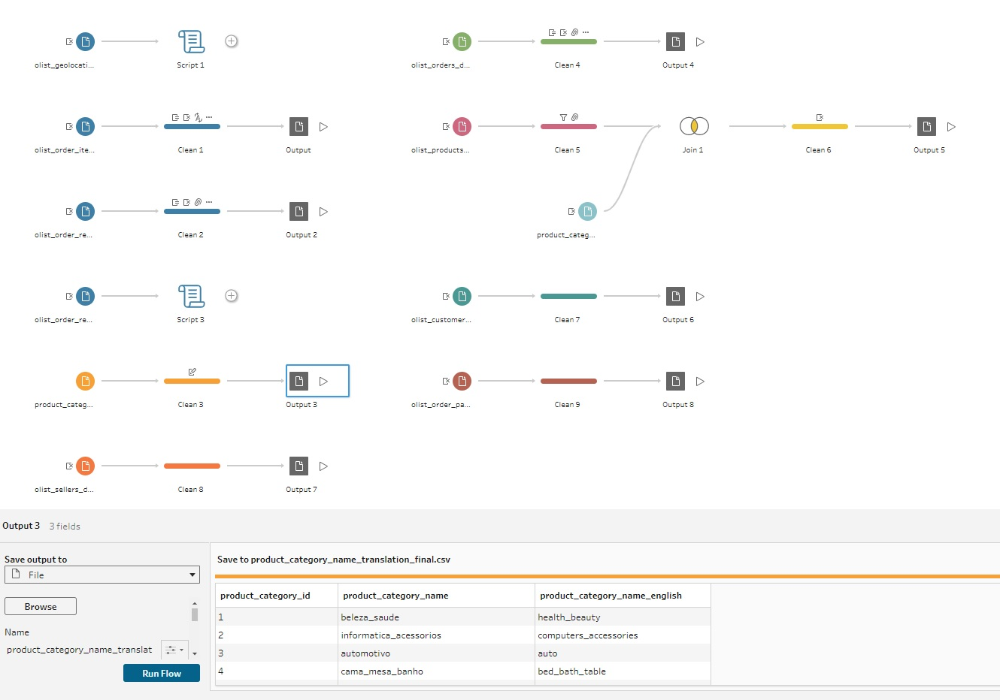 olist_geolocati...
Script 1
olist_orders_d...
Clean 4
Output 4
olist_order_ite...
Clean 1
Output
olist_products...
Clean 5
Join 1
Clean 6
Output 5
olist_order_re...
Clean 2
Output 2
product_categ...
olist_order_re...
Script 3
olist_customer...
Clean 7
Output 6
product_categ...
Clean 3
Output 3
olist_order_pa...
Clean 9
Output 8
olist_sellers_d...
Clean 8
Output 7
Output 3 3 fields
Save output to
File
Browse
Name
product_category_name_translat
Run Flow
Save to product_category_name_translation_final.csv
product_category_id product_category_name product_category_name_english
1 beleza_saude health_beauty
2 informatica_acessorios computers_accessories
3 automotivo auto
4 cama_mesa_banho bed_bath_table